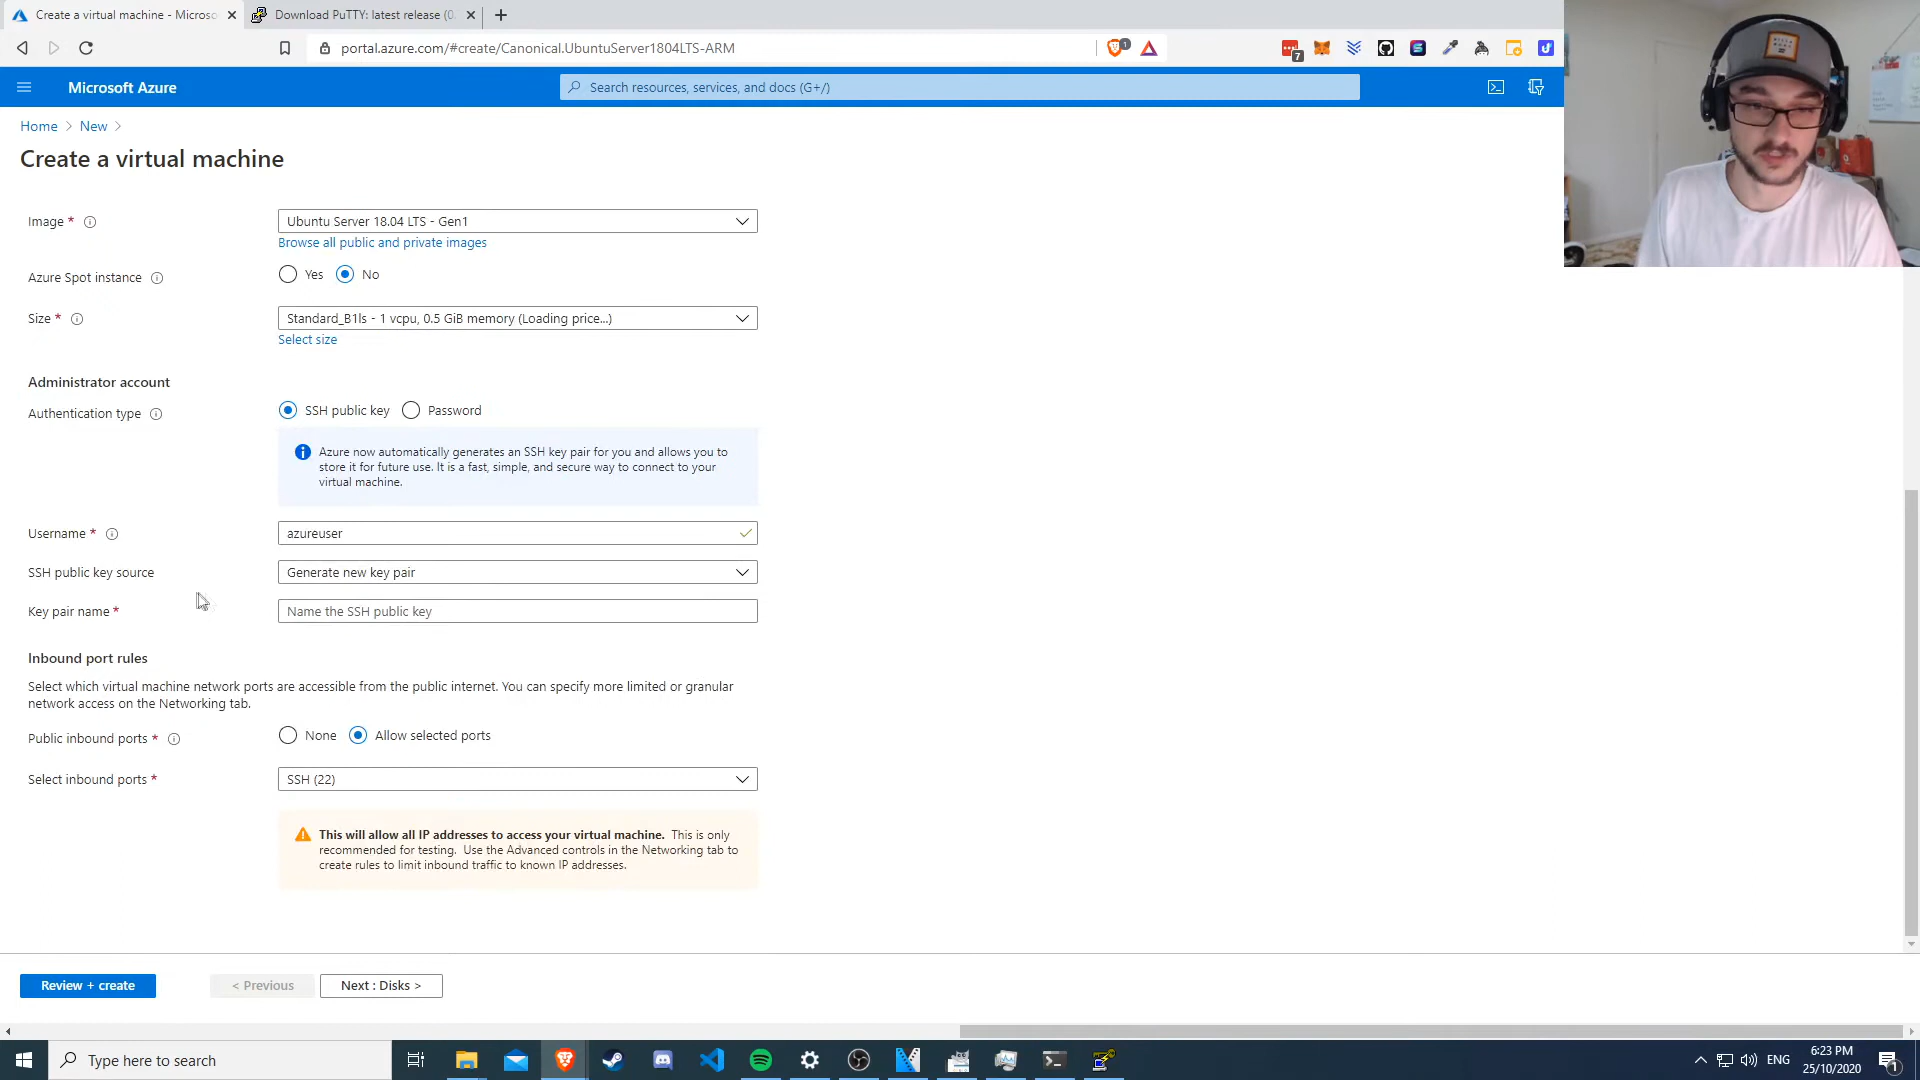 Create a virtual machine - Micros
Download PuTTY: latest release (0.
portal.azure.com/#create/Canonical.UbuntuServer1804LTS-ARM
1
7
Microsoft Azure
Search resources, services, and docs (G+/)
Home > New >
Create a virtual machine
Image *
Ubuntu Server 18.04 LTS - Gen1
Browse all public and private images
Azure Spot instance
Yes
No
Size *
Standard_B1ls - 1 vcpu, 0.5 GiB memory (Loading price...)
Select size
Administrator account
Authentication type
SSH public key
Password
Azure now automatically generates an SSH key pair for you and allows you to
store it for future use. It is a fast, simple, and secure way to connect to your
virtual machine.
Username *
azureuser
SSH public key source
Generate new key pair
Key pair name *
Name the SSH public key
Inbound port rules
Select which virtual machine network ports are accessible from the public internet. You can specify more limited or granular
network access on the Networking tab.
Public inbound ports *
None
Allow selected ports
Select inbound ports *
SSH (22)
This will allow all IP addresses to access your virtual machine. This is only
recommended for testing. Use the Advanced controls in the Networking tab to
create rules to limit inbound traffic to known IP addresses.
Review + create
< Previous
Next : Disks >
Type here to search
ENG
6:23 PM
25/10/2020
1